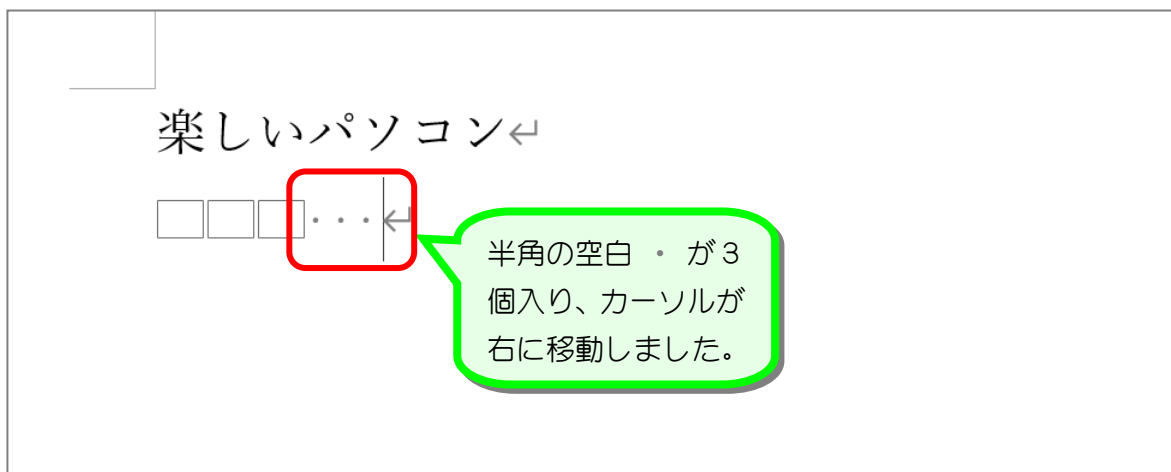 楽しいパソコン↵
□□□・・・↵
半角の空白 ・ が３
個入り、カーソルが
右に移動しました。